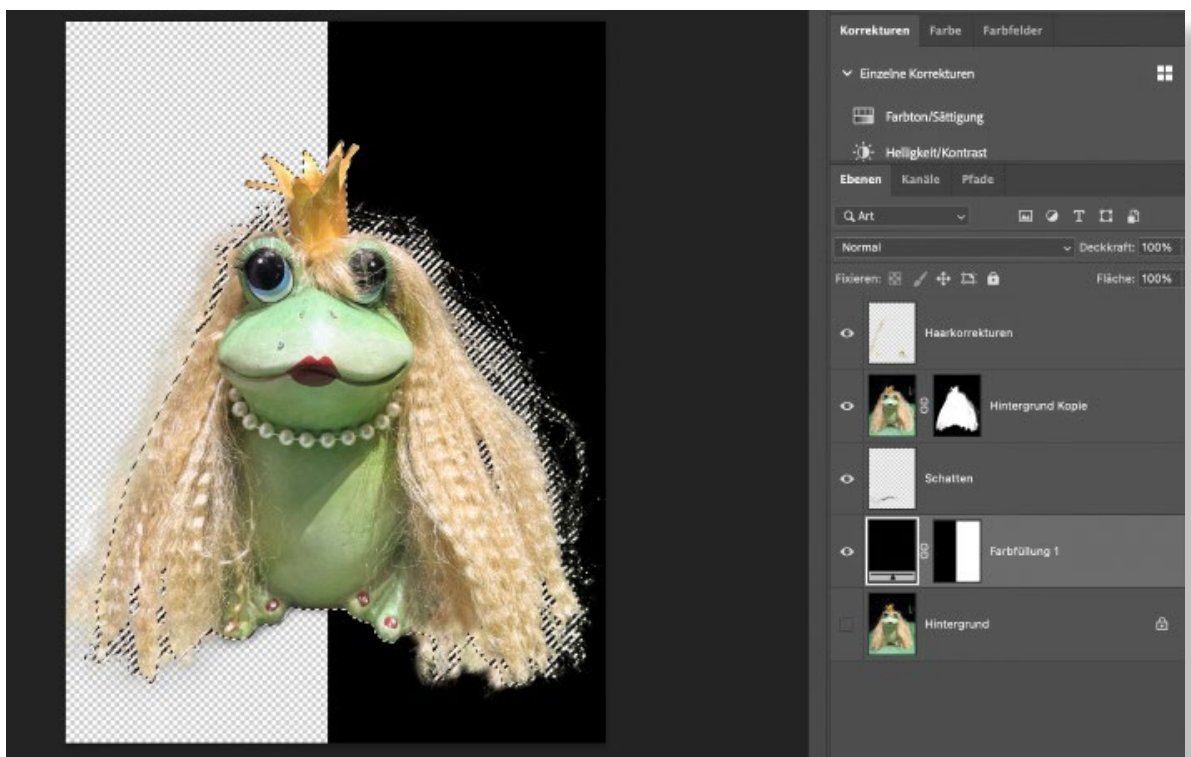 Korrekturen Farbe Farbfelder
Einzelne Korrekturen
Farbton/Sättigung
Helligkeit/Kontrast
Ebenen Kanäle Pfade
Art
Normal Deckkraft: 100%
Fixieren: Fläche: 100%
Haarkorrekturen
Hintergrund Kopie
Schatten
Farbfüllung 1
Hintergrund